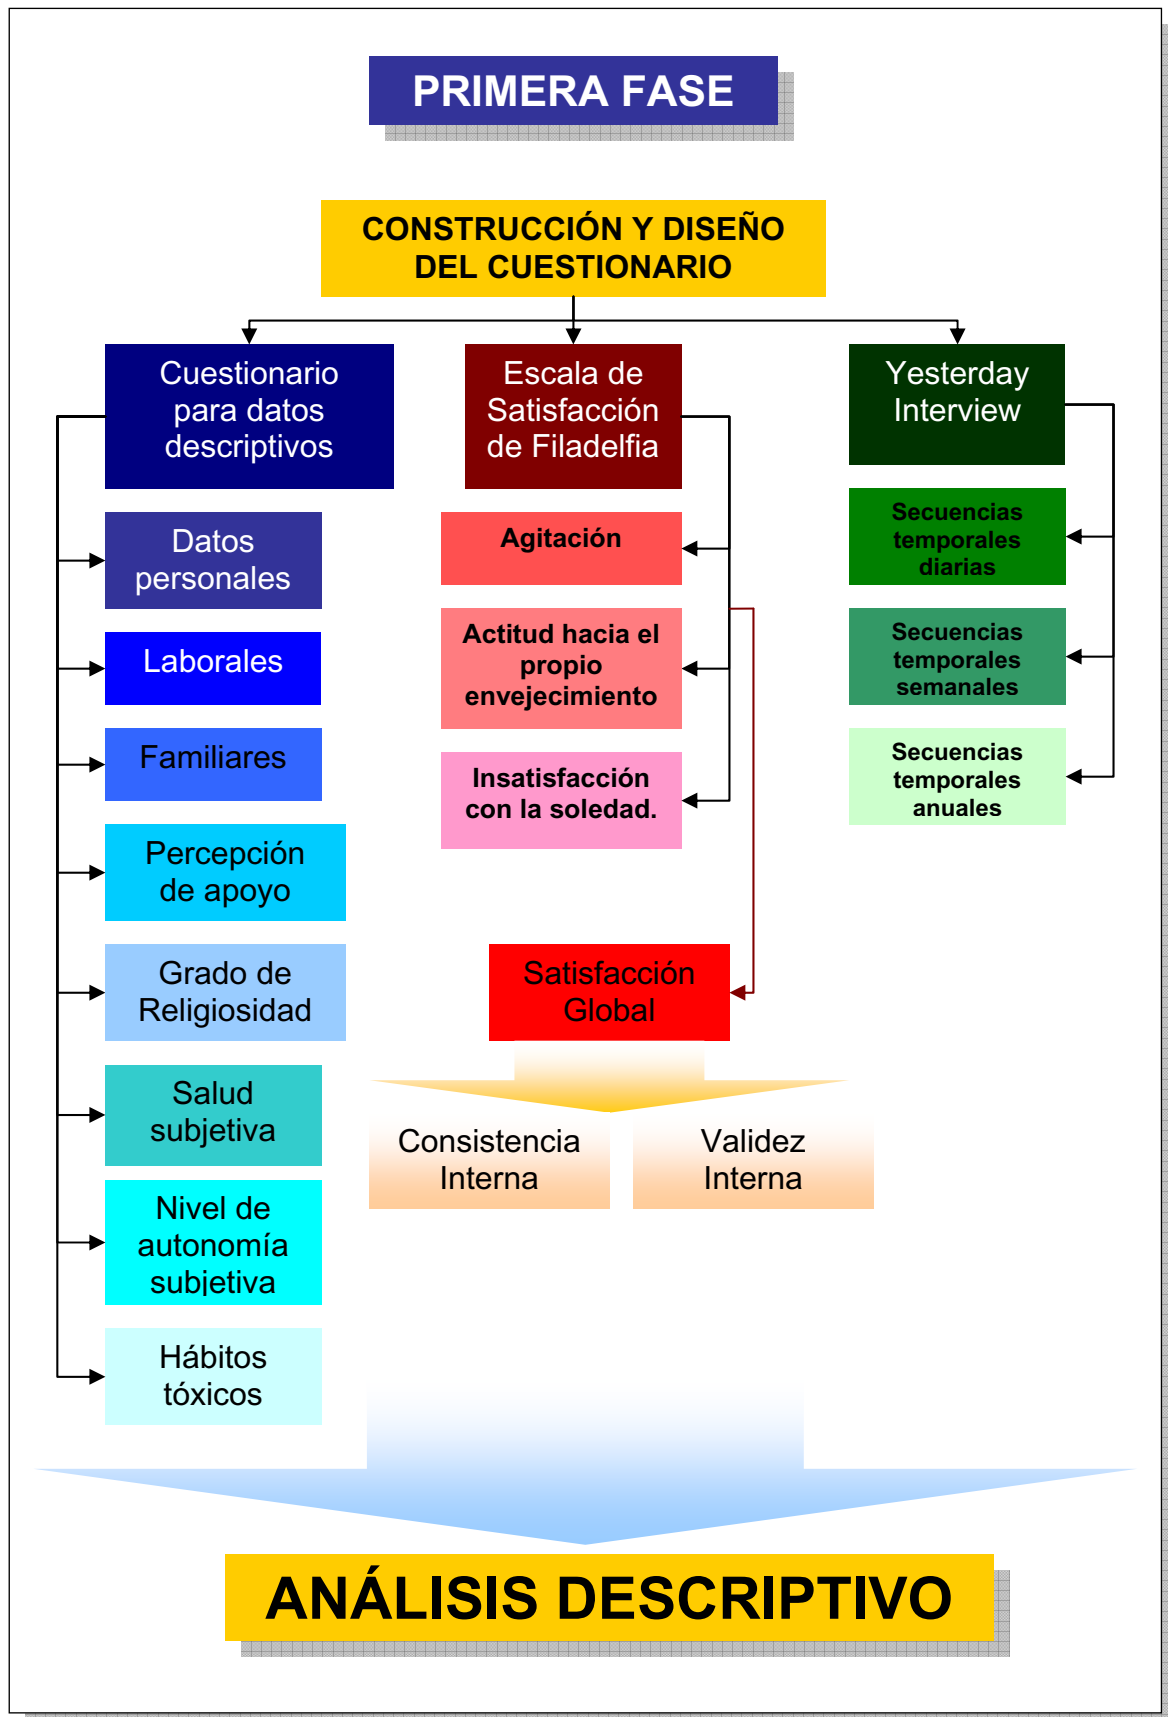 PRIMERA FASE
CONSTRUCCIÓN Y DISEÑO
DEL CUESTIONARIO
Cuestionario
para datos
descriptivos
Datos
personales
Laborales
Familiares
Percepción
de apoyo
Grado de
Religiosidad
Salud
subjetiva
Nivel de
autonomía
subjetiva
Hábitos
tóxicos
Escala de
Satisfacción
de Filadelfia
Agitación
Actitud hacia el
propio
envejecimiento
Insatisfacción
con la soledad.
Satisfacción
Global
Consistencia
Interna
Validez
Interna
Yesterday
Interview
Secuencias
temporales
diarias
Secuencias
temporales
semanales
Secuencias
temporales
anuales
ANÁLISIS DESCRIPTIVO